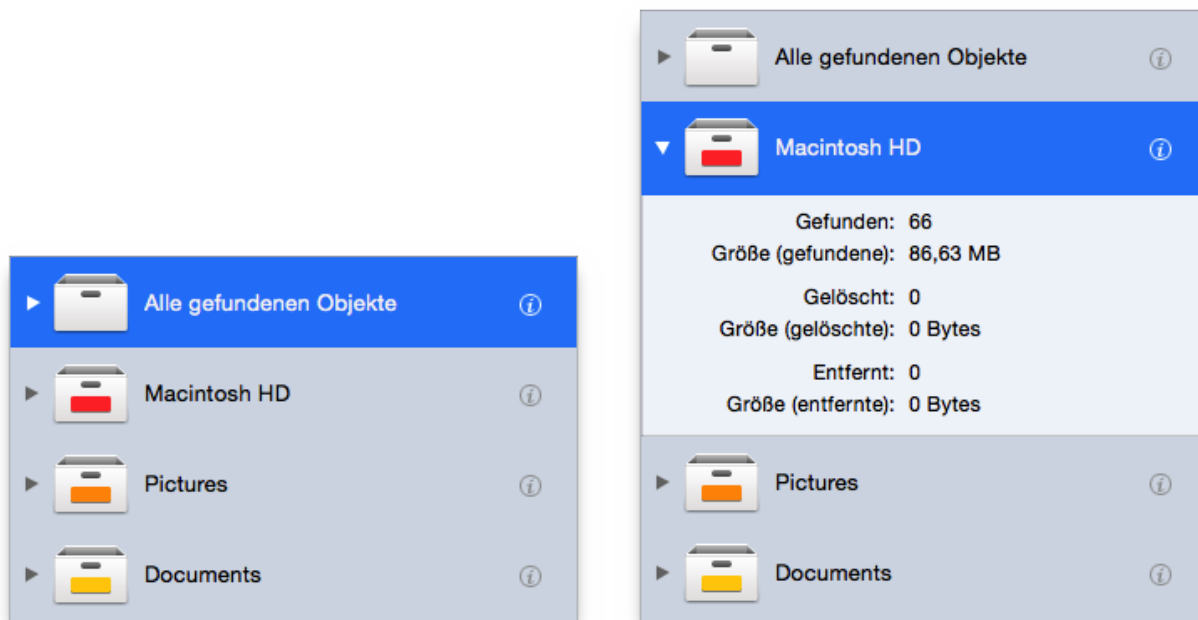 Alle gefundenen Objekte
Macintosh HD
Pictures
Documents
Alle gefundenen Objekte
Macintosh HD
Gefunden: 66
Größe (gefundene): 86,63 MB
Gelöscht: 0
Größe (gelöschte): 0 Bytes
Entfernt: 0
Größe (entfernte): 0 Bytes
Pictures
Documents